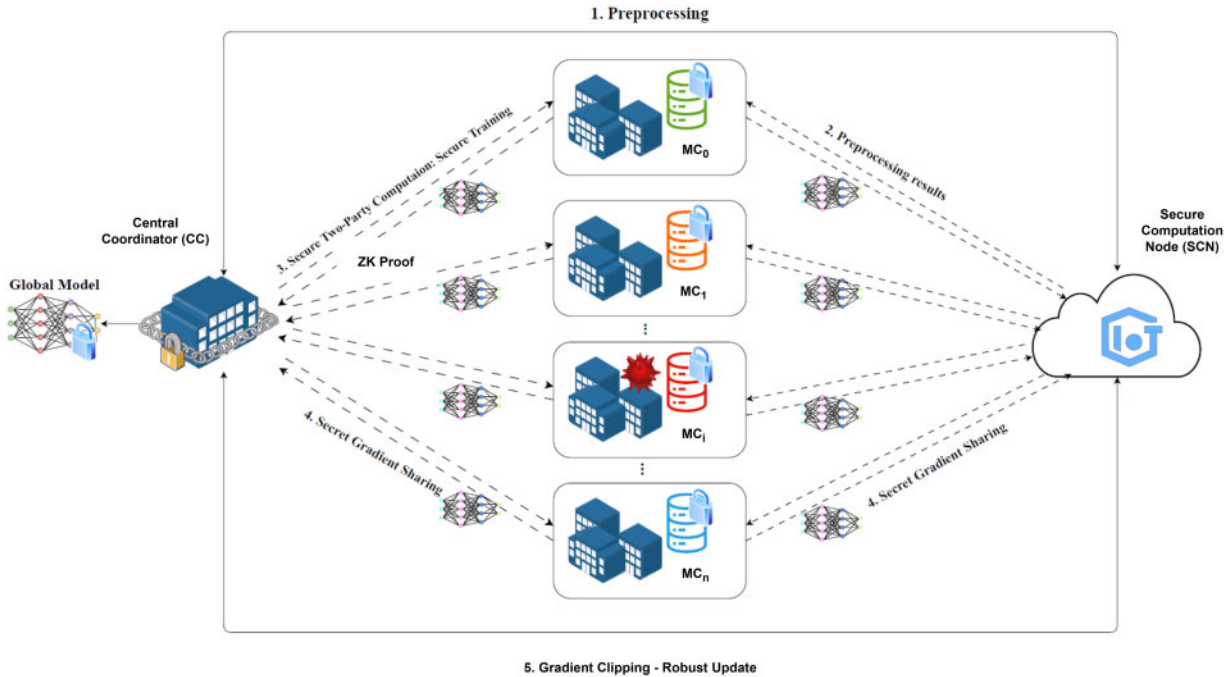 1. Preprocessing
MC0
2. Preprocessing results
3. Secure Two-Party Computaion: Secure Training
Central
Coordinator (CC)
Secure
Computation
Node (SCN)
ZK Proof
Global Model
MC1
...
IoT
MCi
4. Secret Gradient Sharing
4. Secret Gradient Sharing
...
MCn
5. Gradient Clipping - Robust Update